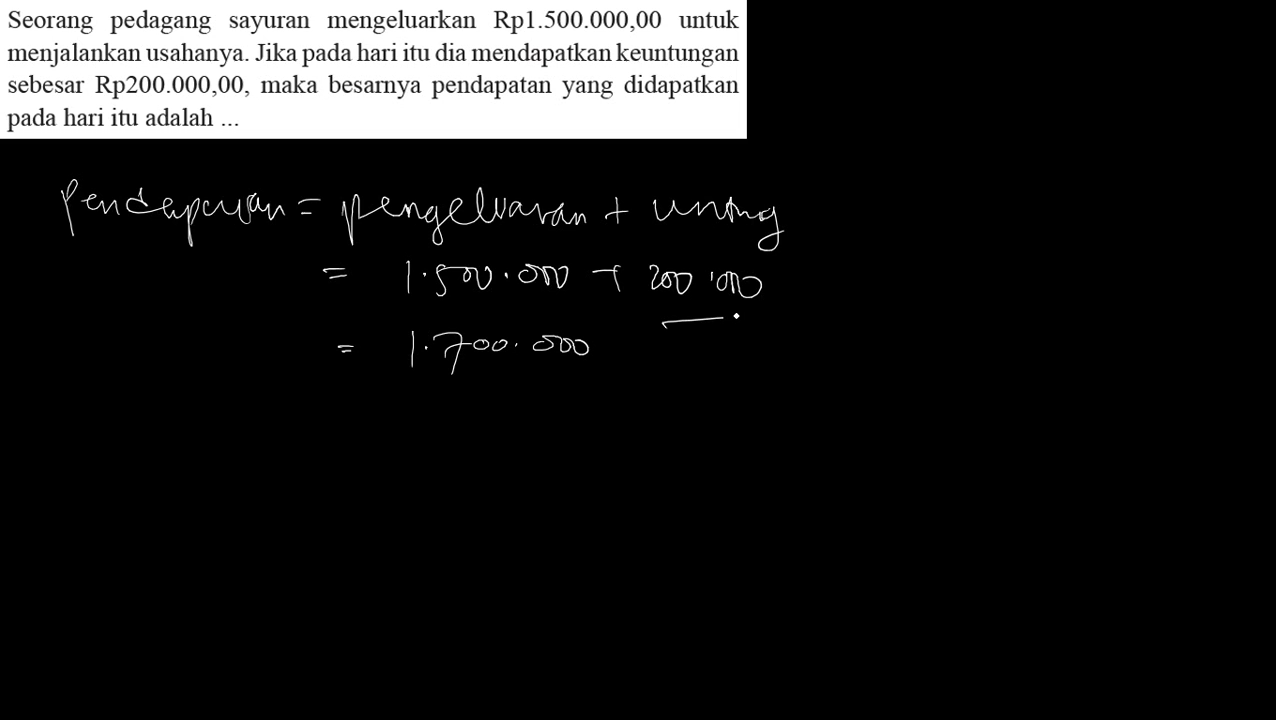 Seorang pedagang sayuran mengeluarkan Rp1.500.000,00 untuk
menjalankan usahanya. Jika pada hari itu dia mendapatkan keuntungan
sebesar Rp200.000,00, maka besarnya pendapatan yang didapatkan
pada hari itu adalah ...
Pendapatan = pengeluaran + untung
= 1.500.000 + 200.000
= 1.700.000